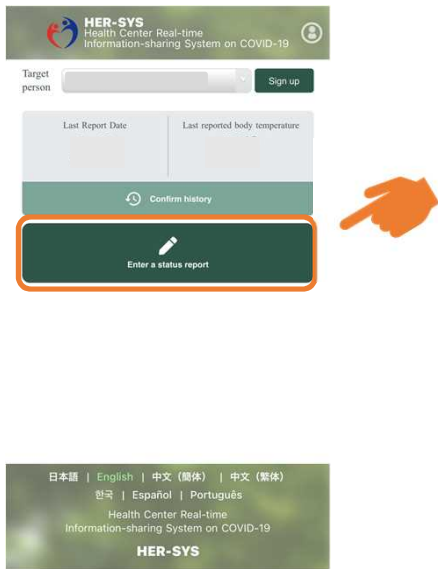 HER-SYS
Health Center Real-time
Information-sharing System on COVID-19
Target
person
Sign up
Last Report Date
Last reported body temperature
Confirm history
Enter a status report
日本語 | English | 中文（簡体） | 中文（繁体）
한국 | Español | Português
Health Center Real-time
Information-sharing System on COVID-19
HER-SYS